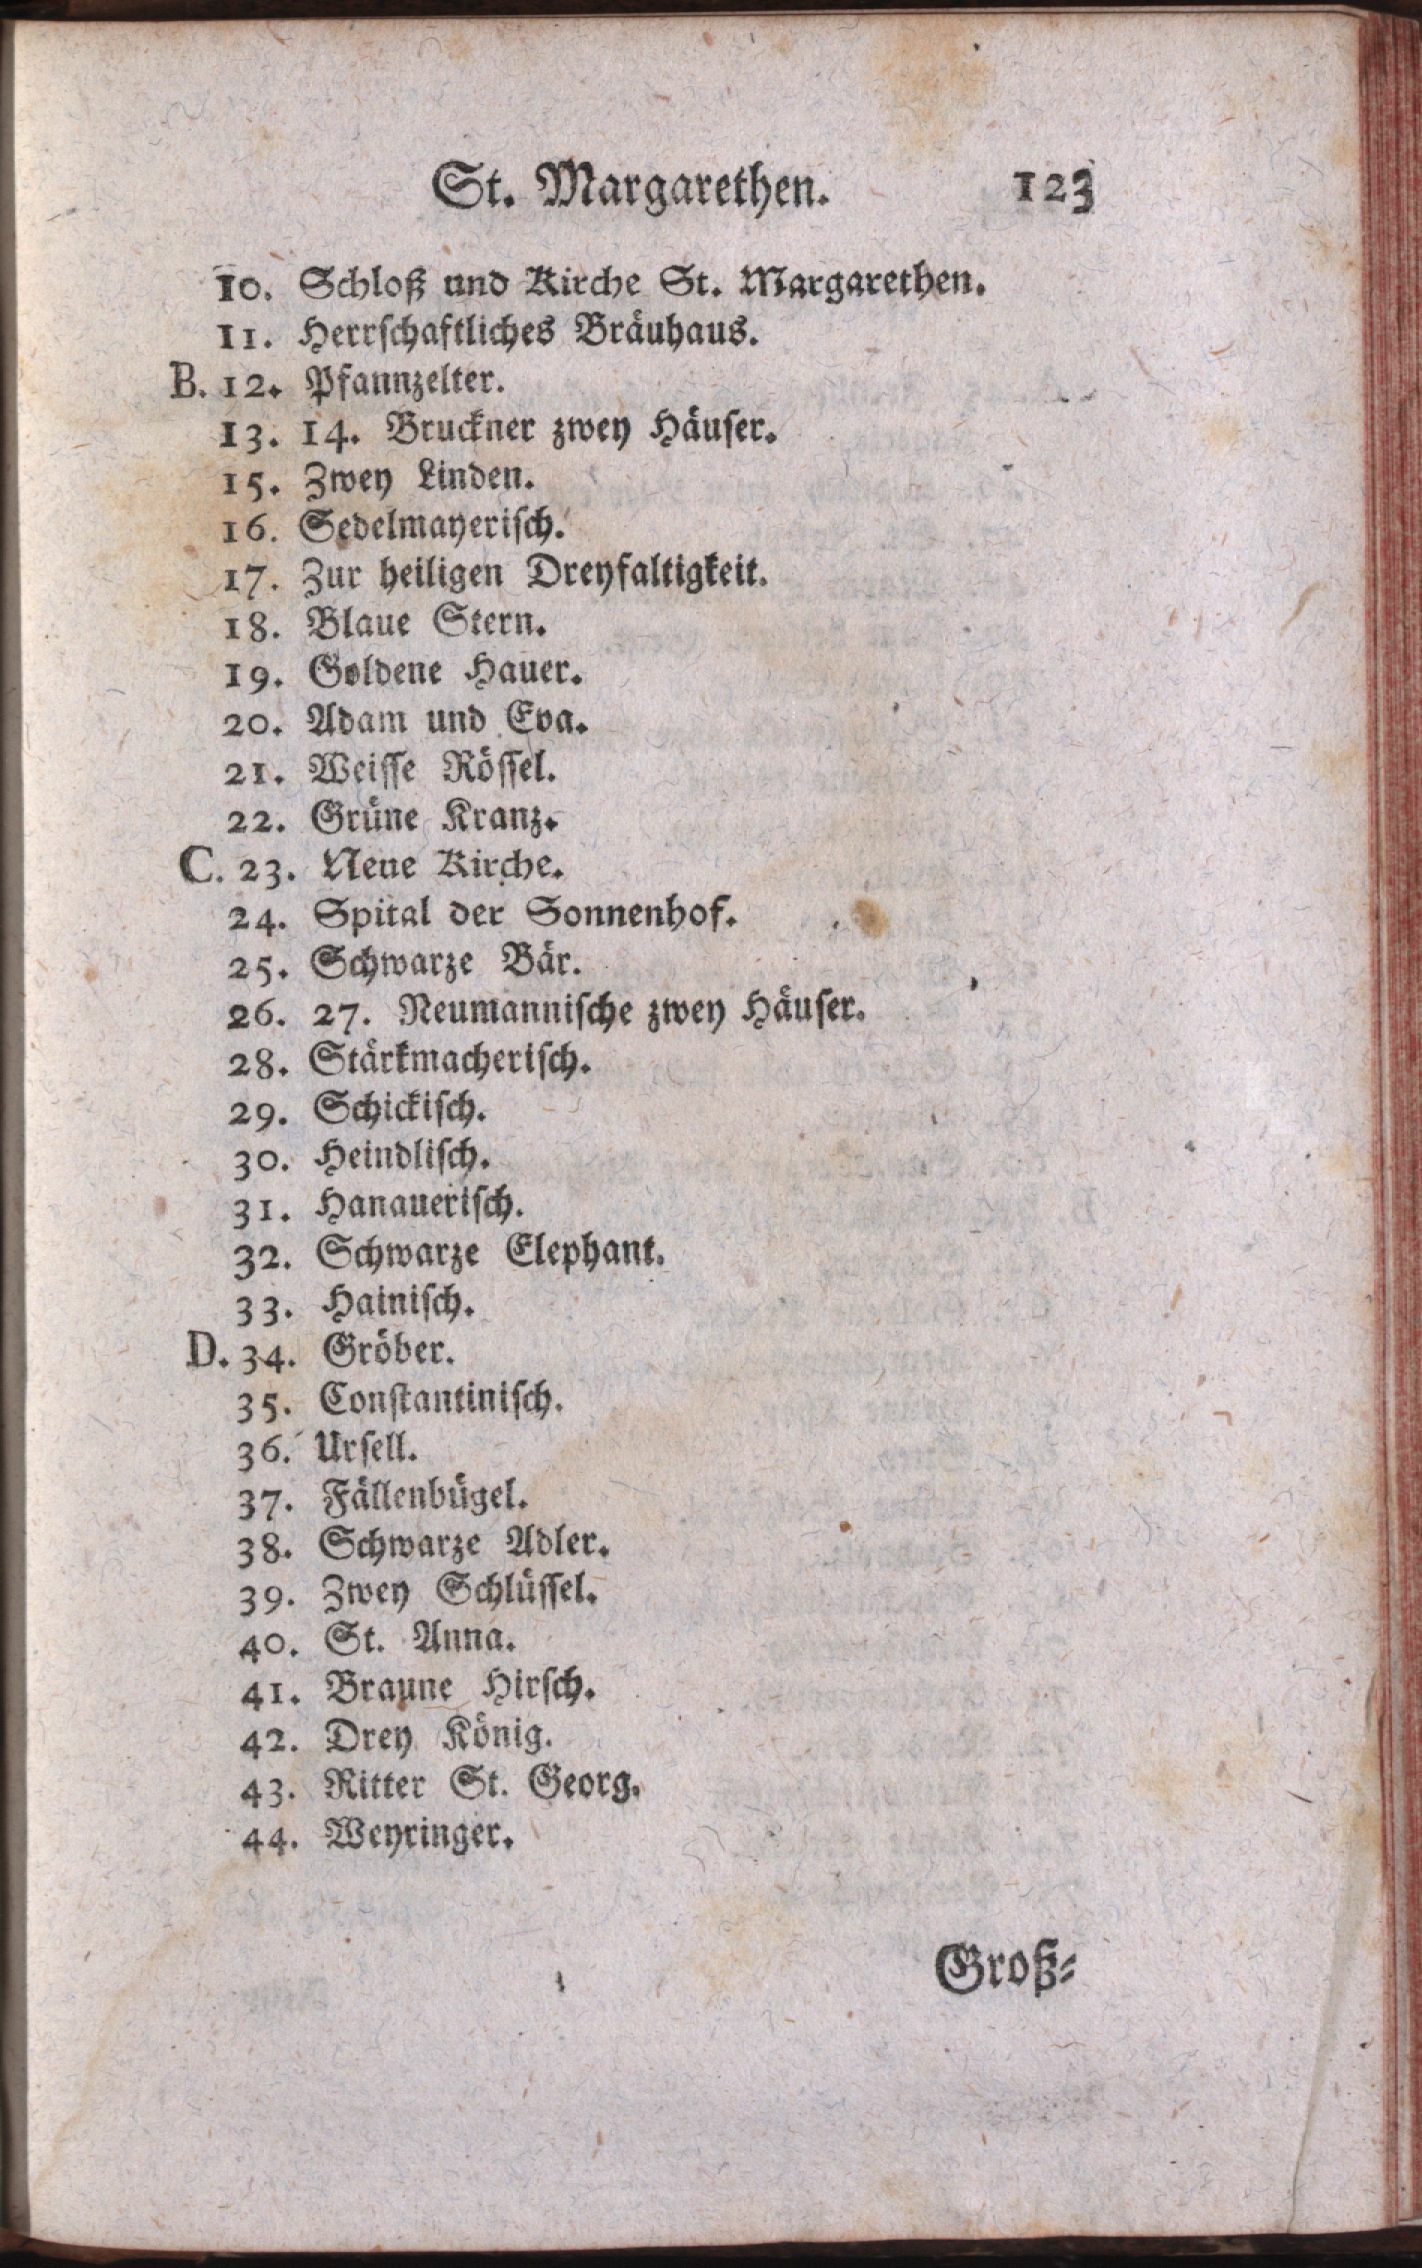 St. Margarethen. 123
10. Schloß und Kirche St. Margarethen.
11. Herrschaftliches Bräuhaus.
B. 12. Pfannzelter.
13. 14. Bruckner zwey Häuser.
15. Zwey Linden.
16. Sedelmayerisch.
17. Zur heiligen Dreyfaltigkeit.
18. Blaue Stern.
19. Goldene Hauer.
20. Adam und Eva.
21. Weisse Rössel.
22. Grüne Kranz.
C. 23. Neue Kirche.
24. Spital der Sonnenhof.
25. Schwarze Bär.
26. 27. Neumannische zwey Häuser.
28. Stärkmacherisch.
29. Schickisch.
30. Heindlisch.
31. Hanauerisch.
32. Schwarze Elephant.
33. Hainisch.
D. 34. Gröber.
35. Constantinisch.
36. Ursell.
37. Fällenbügel.
38. Schwarze Adler.
39. Zwey Schlüssel.
40. St. Anna.
41. Braune Hirsch.
42. Drey König.
43. Ritter St. Georg.
44. Weyringer.
Groß-